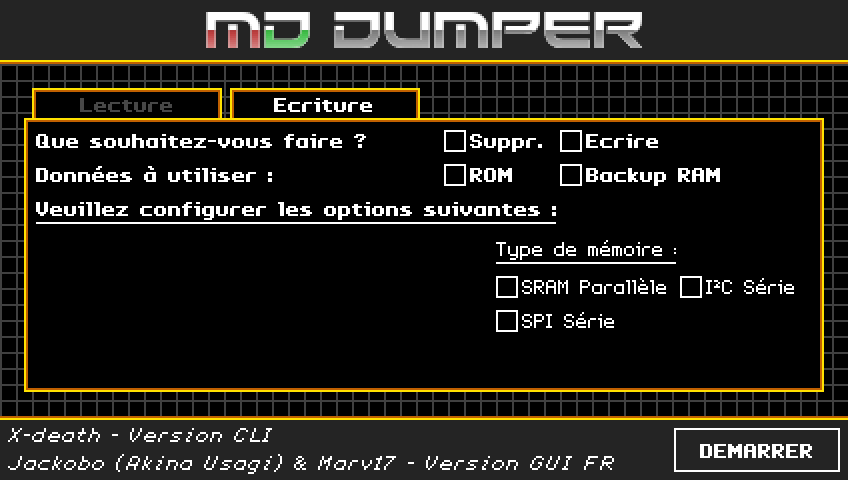 MD DUMPER
Lecture Ecriture
Que souhaitez-vous faire ? Suppr. Ecrire
Données à utiliser : ROM Backup RAM
Veuillez configurer les options suivantes :
Type de mémoire :
SRAM Parallèle I²C Série
SPI Série
X-death - Version CLI
Jackobo (Akina Usagi) & Marv17 - Version GUI FR
DEMARRER